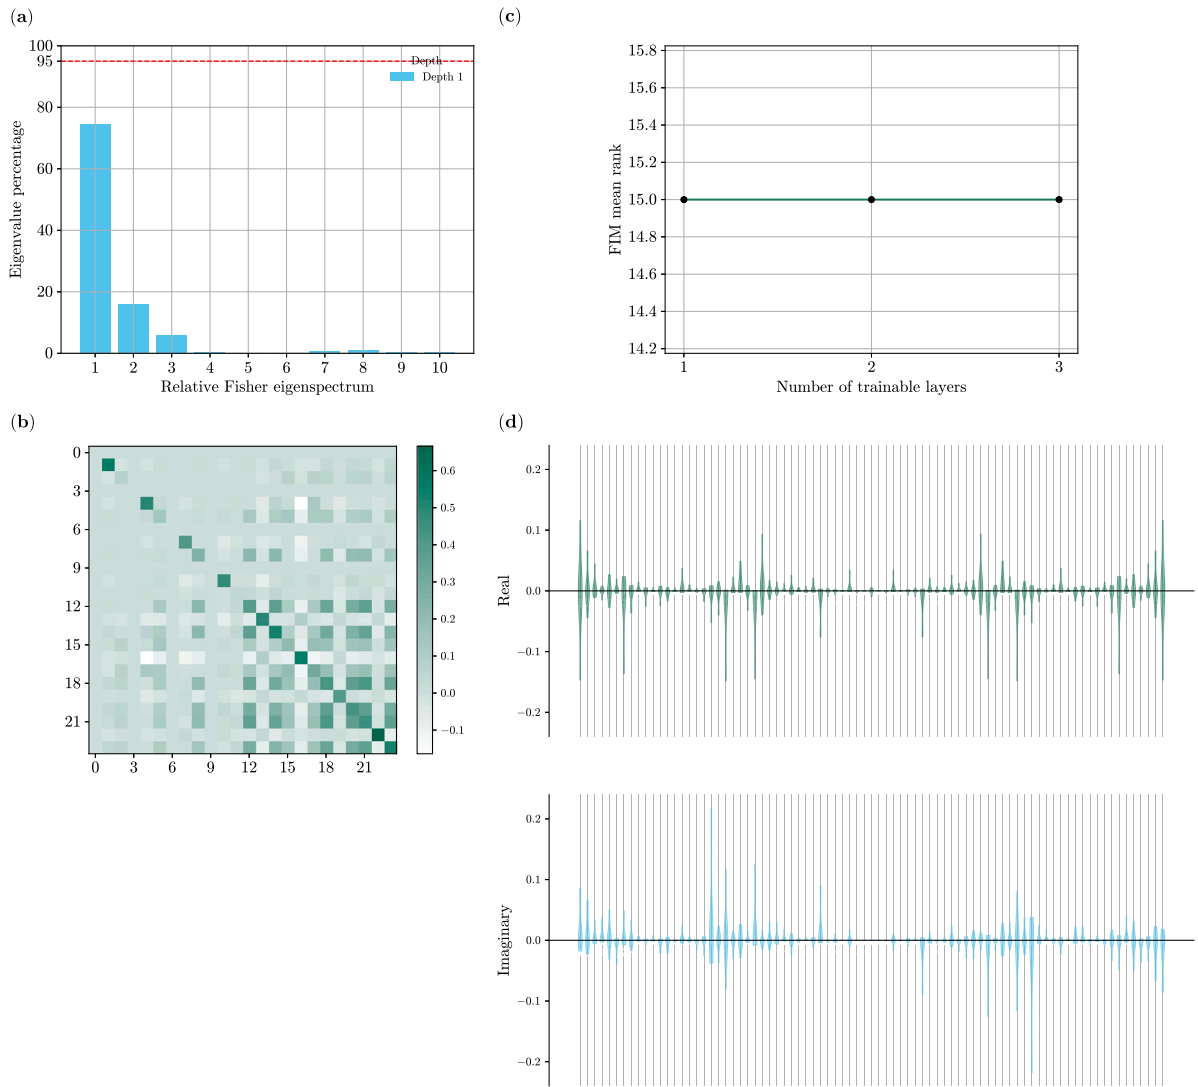 (a)
100
95
80
60
40
20
0
Eigenvalue percentage
Depth
Depth 1
1 2 3 4 5 6 7 8 9 10
Relative Fisher eigenspectrum
(c)
15.8
15.6
15.4
15.2
15.0
14.8
14.6
14.4
14.2
FIM mean rank
1 2 3
Number of trainable layers
(b)
0
3
6
9
12
15
18
21
0 3 6 9 12 15 18 21
0.6
0.5
0.4
0.3
0.2
0.1
0.0
−0.1
(d)
0.2
0.1
0.0
−0.1
−0.2
Real
0.2
0.1
0.0
−0.1
−0.2
Imaginary